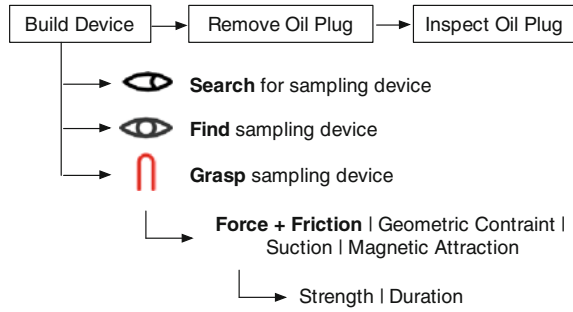 Build Device
Remove Oil Plug
Inspect Oil Plug
Search for sampling device
Find sampling device
Grasp sampling device
Force + Friction | Geometric Contraint |
Suction | Magnetic Attraction
Strength | Duration